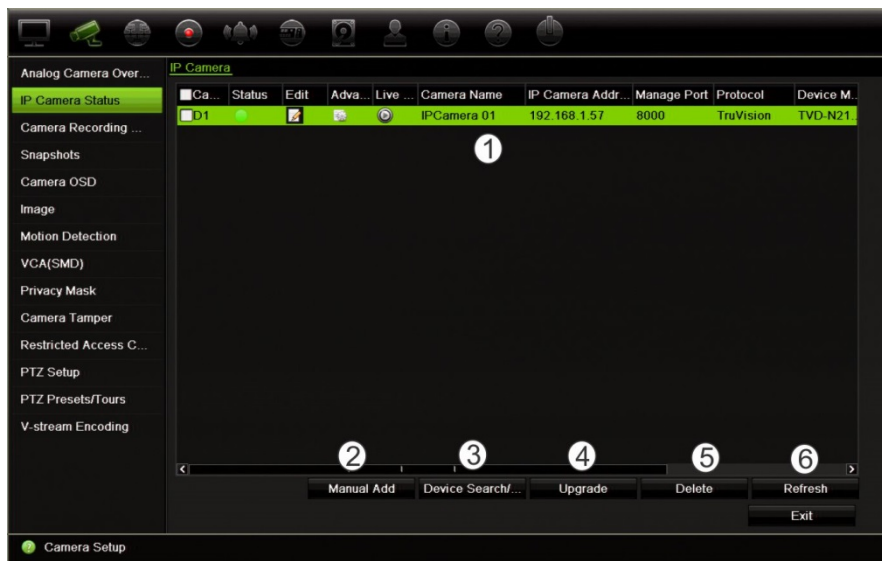 IP Camera
Analog Camera Over...
IP Camera Status
Camera Recording ...
Snapshots
Camera OSD
Image
Motion Detection
VCA(SMD)
Privacy Mask
Camera Tamper
Restricted Access C...
PTZ Setup
PTZ Presets/Tours
V-stream Encoding
Ca... Status Edit Adva... Live ... Camera Name IP Camera Addr... Manage Port Protocol Device M...
D1 IPCamera 01 192.168.1.57 8000 TruVision TVD-N21...
1
2 3 4 5 6
Manual Add Device Search/... Upgrade Delete Refresh
Exit
Camera Setup